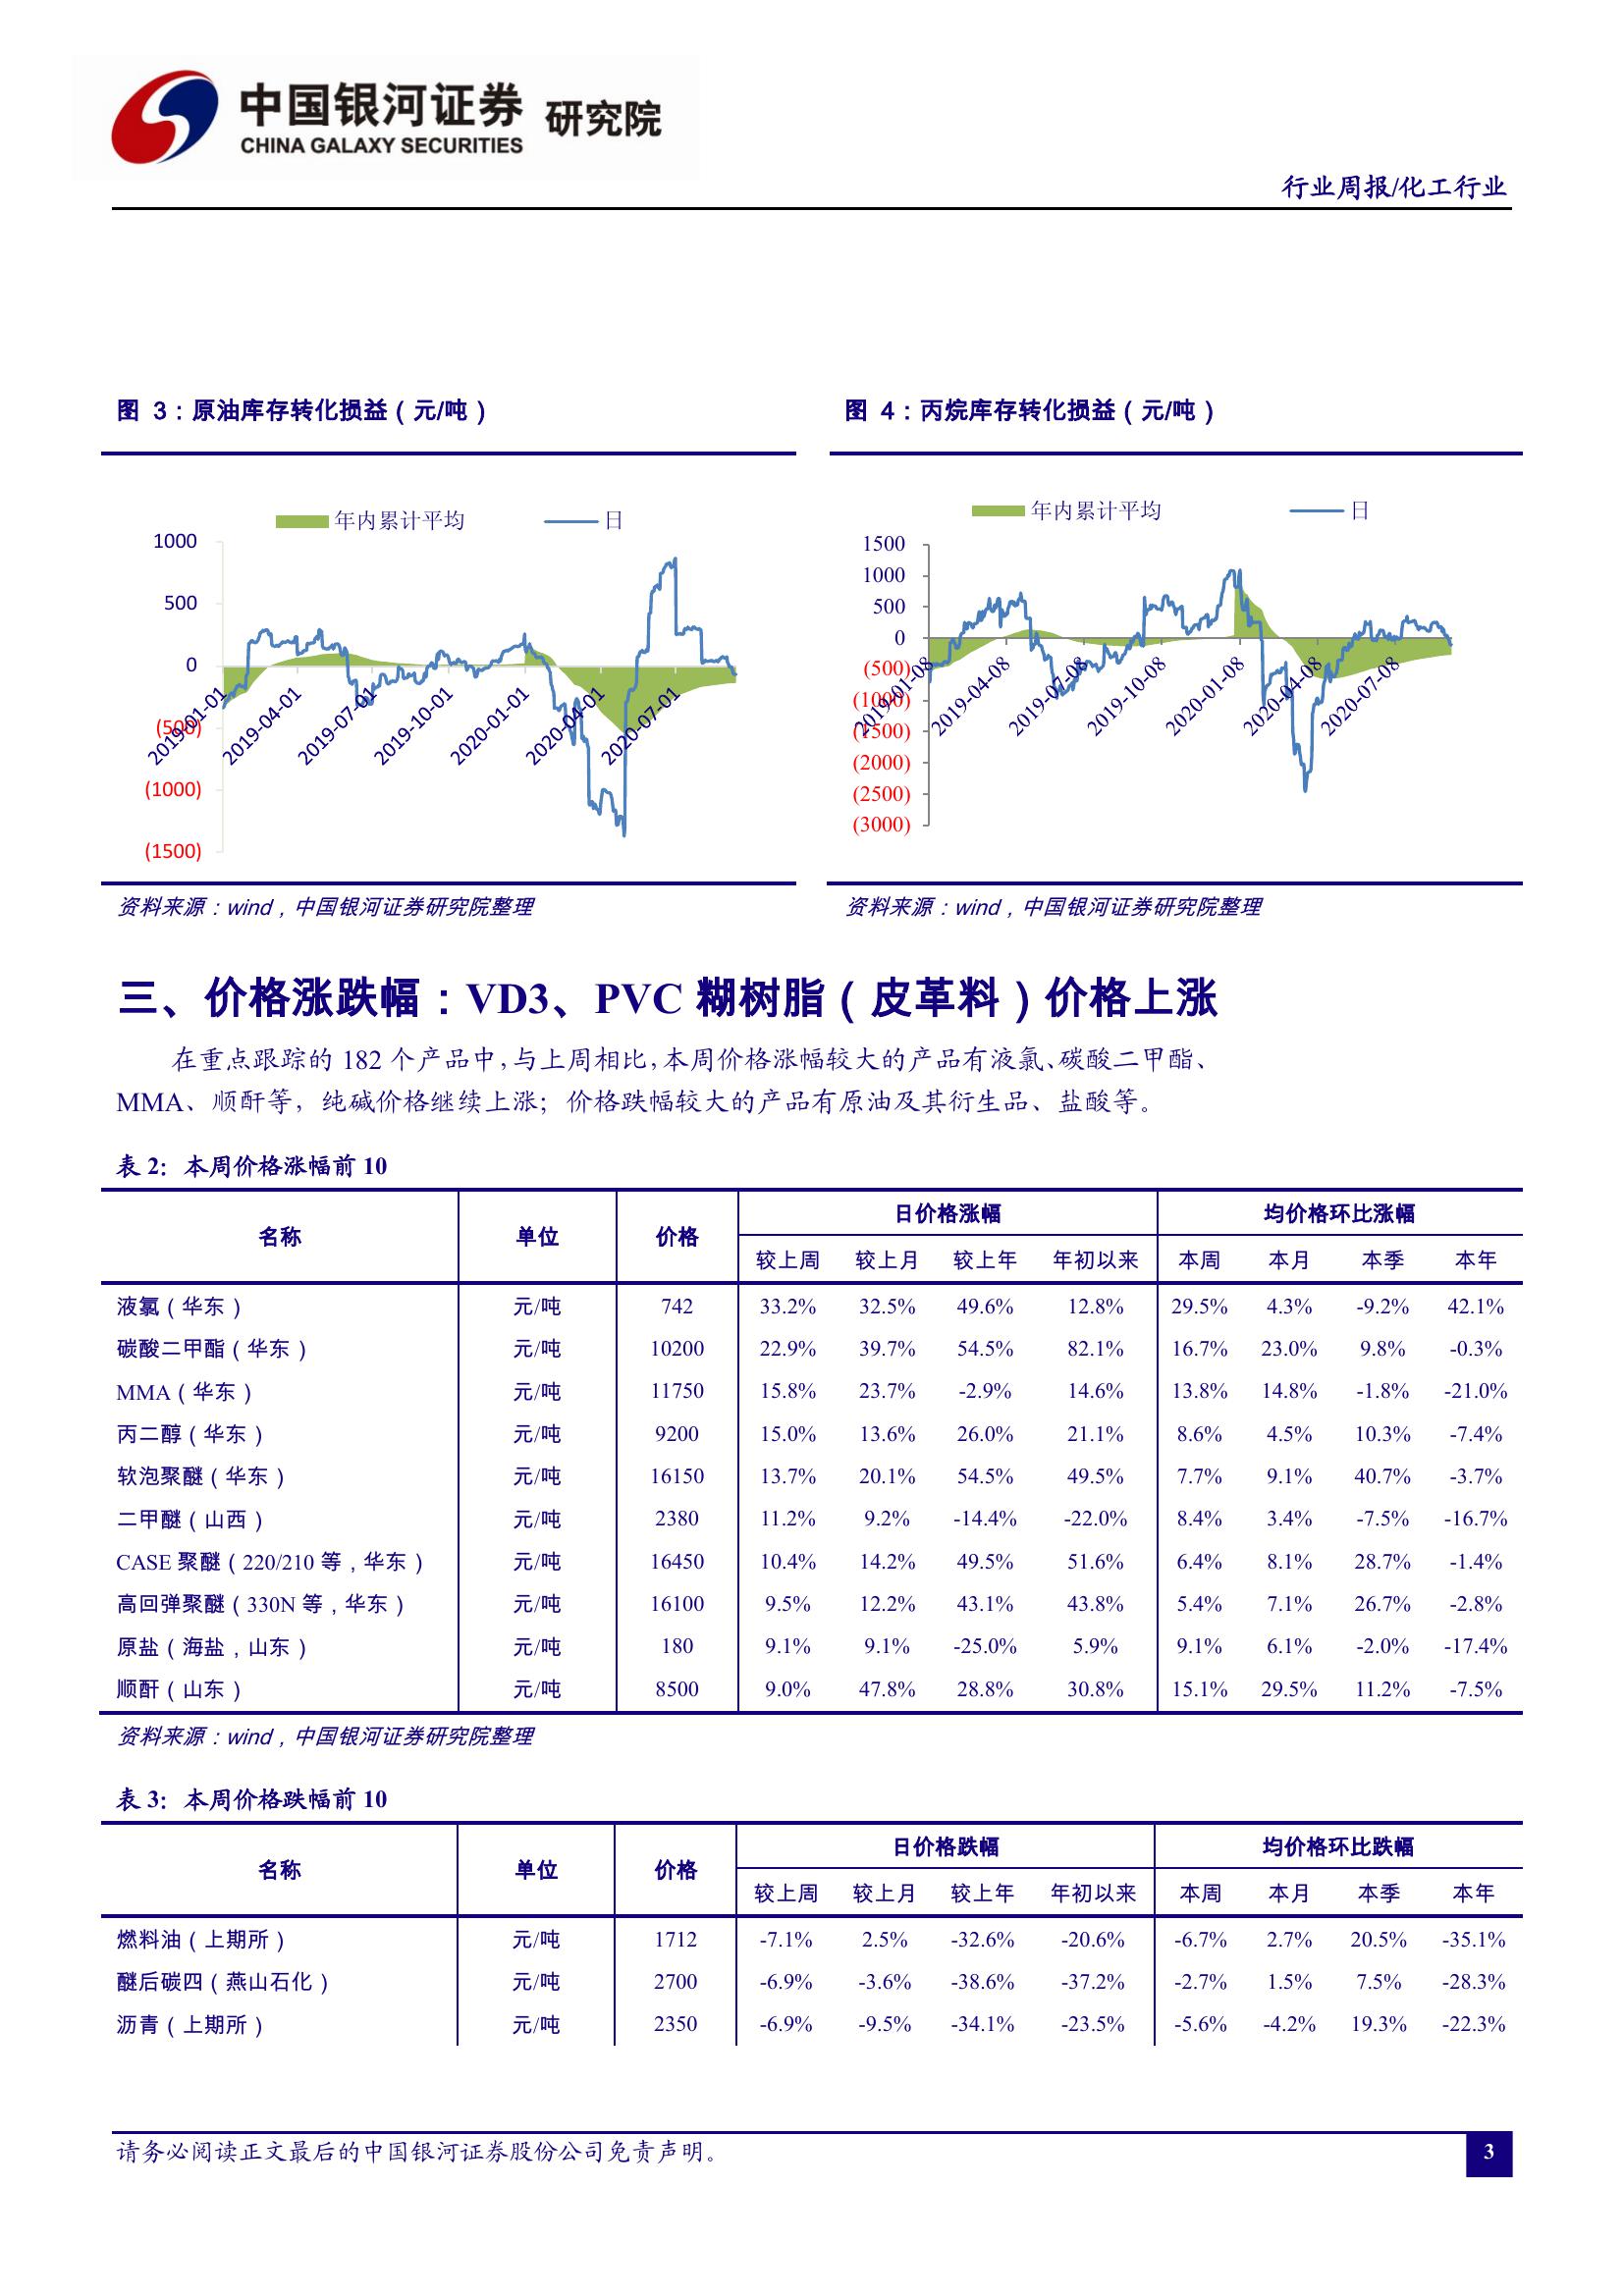 中国银河证券 研究院
CHINA GALAXY SECURITIES
行业周报/化工行业
图 3：原油库存转化损益（元/吨）
年内累计平均 日
1000
500
0
(500)
(1000)
(1500)
2019-01-01 2019-04-01 2019-07-01 2019-10-01 2020-01-01 2020-04-01 2020-07-01
资料来源：wind，中国银河证券研究院整理
图 4：丙烷库存转化损益（元/吨）
年内累计平均 日
1500
1000
500
0
(500)
(1000)
(1500)
(2000)
(2500)
(3000)
2019-01-08 2019-04-08 2019-07-08 2019-10-08 2020-01-08 2020-04-08 2020-07-08
资料来源：wind，中国银河证券研究院整理
三、价格涨跌幅：VD3、PVC 糊树脂（皮革料）价格上涨
在重点跟踪的 182 个产品中，与上周相比，本周价格涨幅较大的产品有液氯、碳酸二甲酯、
MMA、顺酐等，纯碱价格继续上涨；价格跌幅较大的产品有原油及其衍生品、盐酸等。
表 2：本周价格涨幅前 10
名称 单位 价格 日价格涨幅 均价格环比涨幅
较上周 较上月 较上年 年初以来 本周 本月 本季 本年
液氯（华东） 元/吨 742 33.2% 32.5% 49.6% 12.8% 29.5% 4.3% -9.2% 42.1%
碳酸二甲酯（华东） 元/吨 10200 22.9% 39.7% 54.5% 82.1% 16.7% 23.0% 9.8% -0.3%
MMA（华东） 元/吨 11750 15.8% 23.7% -2.9% 14.6% 13.8% 14.8% -1.8% -21.0%
丙二醇（华东） 元/吨 9200 15.0% 13.6% 26.0% 21.1% 8.6% 4.5% 10.3% -7.4%
软泡聚醚（华东） 元/吨 16150 13.7% 20.1% 54.5% 49.5% 7.7% 9.1% 40.7% -3.7%
二甲醚（山西） 元/吨 2380 11.2% 9.2% -14.4% -22.0% 8.4% 3.4% -7.5% -16.7%
CASE 聚醚（220/210 等，华东） 元/吨 16450 10.4% 14.2% 49.5% 51.6% 6.4% 8.1% 28.7% -1.4%
高回弹聚醚（330N 等，华东） 元/吨 16100 9.5% 12.2% 43.1% 43.8% 5.4% 7.1% 26.7% -2.8%
原盐（海盐，山东） 元/吨 180 9.1% 9.1% -25.0% 5.9% 9.1% 6.1% -2.0% -17.4%
顺酐（山东） 元/吨 8500 9.0% 47.8% 28.8% 30.8% 15.1% 29.5% 11.2% -7.5%
资料来源：wind，中国银河证券研究院整理
表 3：本周价格跌幅前 10
名称 单位 价格 日价格跌幅 均价格环比跌幅
较上周 较上月 较上年 年初以来 本周 本月 本季 本年
燃料油（上期所） 元/吨 1712 -7.1% 2.5% -32.6% -20.6% -6.7% 2.7% 20.5% -35.1%
醚后碳四（燕山石化） 元/吨 2700 -6.9% -3.6% -38.6% -37.2% -2.7% 1.5% 7.5% -28.3%
沥青（上期所） 元/吨 2350 -6.9% -9.5% -34.1% -23.5% -5.6% -4.2% 19.3% -22.3%
请务必阅读正文最后的中国银河证券股份公司免责声明。
3